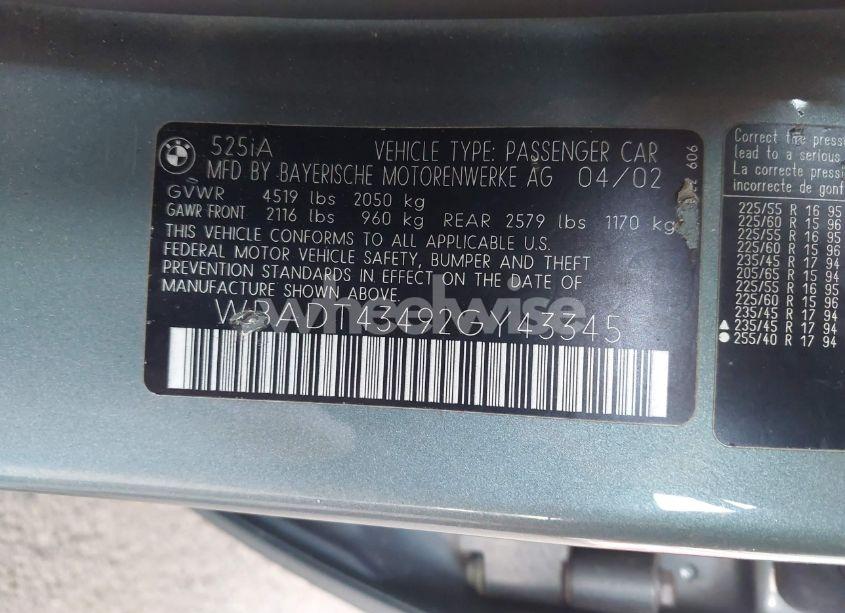 525iA VEHICLE TYPE: PASSENGER CAR
MFD BY BAYERISCHE MOTORENWERKE AG 04/02
GVWR 4519 lbs 2050 kg
GAWR FRONT 2116 lbs 960 kg REAR 2579 lbs 1170 kg
THIS VEHICLE CONFORMS TO ALL APPLICABLE U.S.
FEDERAL MOTOR VEHICLE SAFETY, BUMPER AND THEFT
PREVENTION STANDARDS IN EFFECT ON THE DATE OF
MANUFACTURE SHOWN ABOVE.
WBADT43492GY43345
606
Correct the
lead to a serious
La correcte
incorrecte de
225/55 R 16 95
225/60 R 15 96
225/55 R 16 95
225/60 R 15 96
235/45 R 17 94
205/65 R 15 94
225/55 R 16 95
225/60 R 15 96
235/45 R 17 94
▲ 235/45 R 17 94
● 255/40 R 17 94